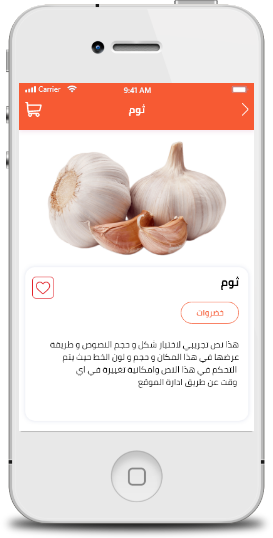 Carrier 9:41 AM
ثوم
ثوم
خضروات
هذا نص تجريبي لاختبار شكل و حجم النصوص و طريقة
عرضها في هذا المكان و حجم و لون الخط حيث يتم
التحكم في هذا النص وامكانية تغييرة في اي
وقت عن طريق ادارة الموقع